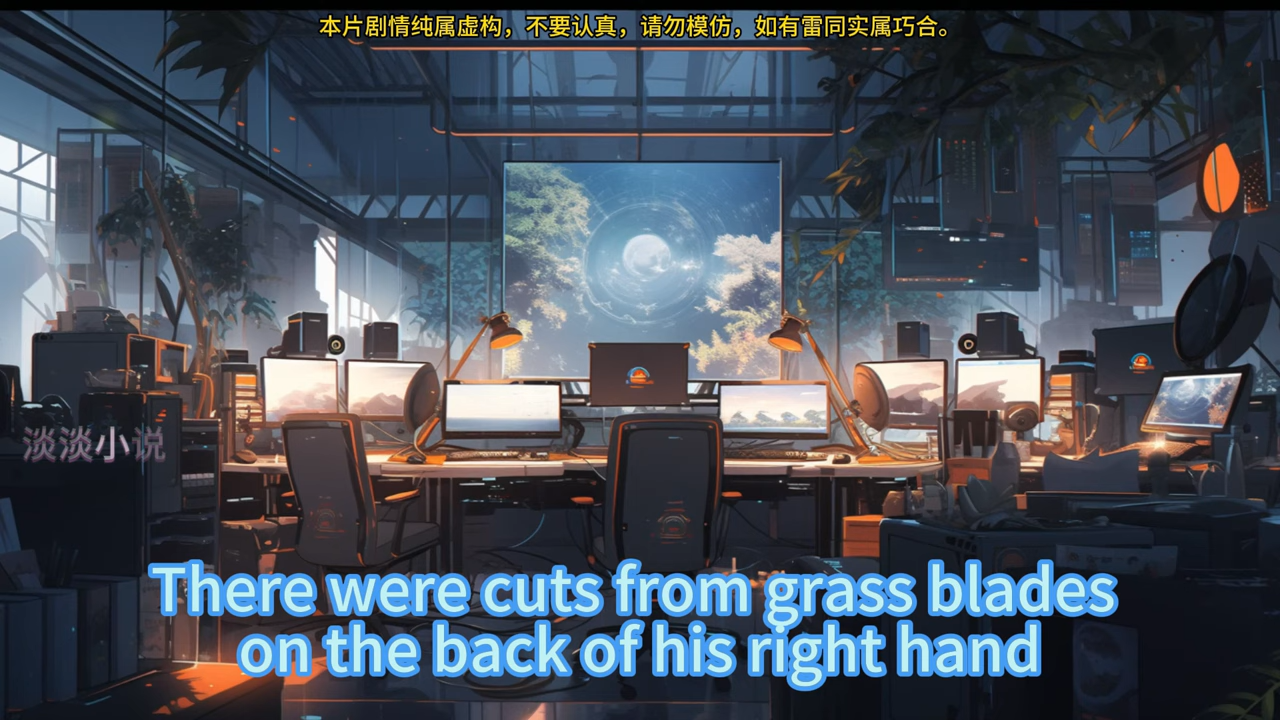 本片剧情纯属虚构，不要认真，请勿模仿，如有雷同实属巧合。
淡淡小说
There were cuts from grass blades
on the back of his right hand